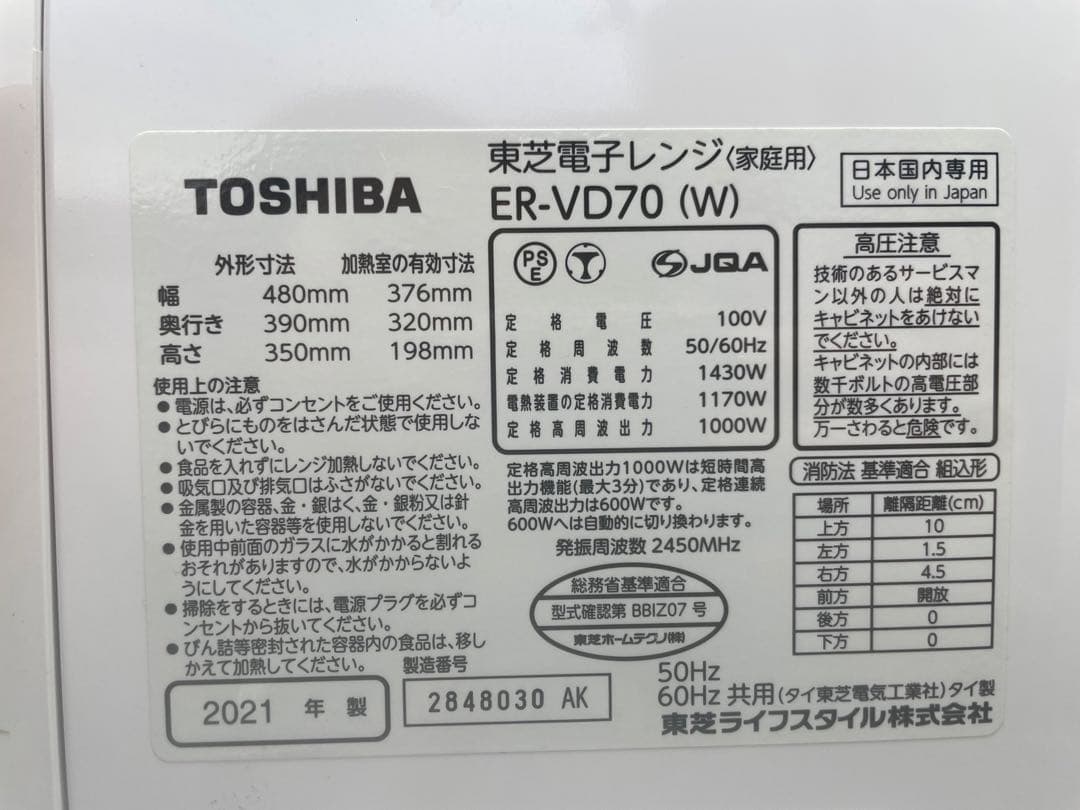 TOSHIBA
東芝電子レンジ〈家庭用〉
ER-VD70 (W)
日本国内専用
Use only in Japan
外形寸法 加熱室の有効寸法
幅 480mm 376mm
奥行き 390mm 320mm
高さ 350mm 198mm
使用上の注意
●電源は、必ずコンセントをご使用ください。
●とびらにものをはさんだ状態で使用しな
いでください。
●食品を入れずにレンジ加熱しないでください。
●吸気口及び排気口はふさがないでください。
●金属製の容器、金・銀はく、金・銀粉又は針
金を用いた容器等を使用しないでください。
●使用中前面のガラスに水がかかると割れる
おそれがありますので、水がかからないよ
うにしてください。
●掃除をするときには、電源プラグを必ずコ
ンセントから抜いてください。
●びん詰等密封された容器内の食品は、移し
かえて加熱してください。
PSE JQA
定格電圧 100V
定格周波数 50/60Hz
定格消費電力 1430W
電熱装置の定格消費電力 1170W
定格高周波出力 1000W
定格高周波出力1000Wは短時間高
出力機能(最大3分)であり、定格連続
高周波出力は600Wです。
600Wへは自動的に切り換わります。
発振周波数 2450MHz
総務省基準適合
型式確認第 BBIZ07 号
東芝ホームテクノ(株)
高圧注意
技術のあるサービスマ
ン以外の人は絶対に
キャビネットをあけない
でください。
キャビネットの内部には
数千ボルトの高電圧部
分が数多くあります。
万一さわると危険です。
消防法 基準適合 組込形
場所 離隔距離(cm)
上方 10
左方 1.5
右方 4.5
前方 開放
後方 0
下方 0
2021 年 製
製造番号
2848030 AK
50Hz
60Hz 共用 (タイ東芝電気工業社) タイ製
東芝ライフスタイル株式会社